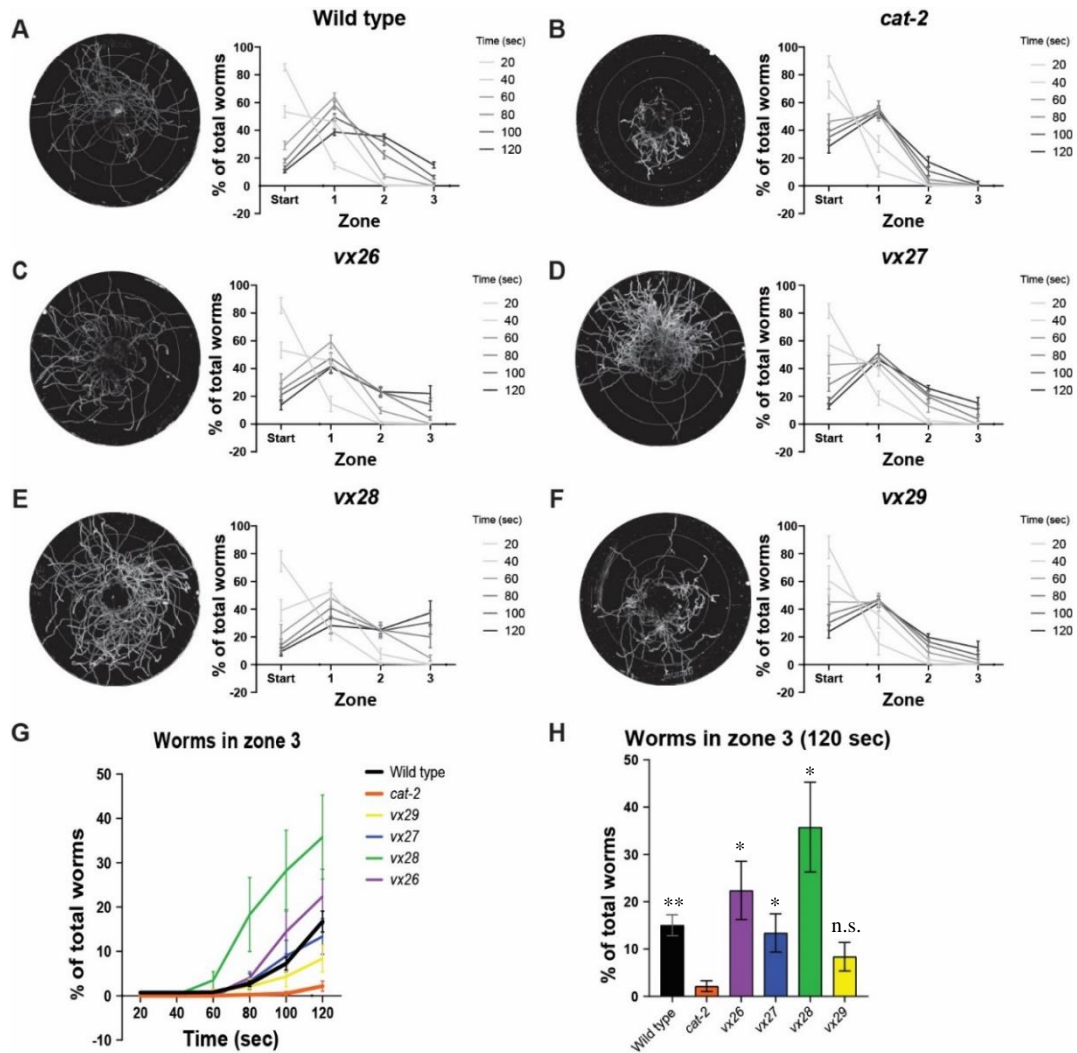 A
Wild type
% of total worms
100
80
60
40
20
0
-20
Start
1
2
3
Zone
Time (sec)
20
40
60
80
100
120
B
cat-2
% of total worms
100
80
60
40
20
0
-20
Start
1
2
3
Zone
Time (sec)
20
40
60
80
100
120
C
vx26
% of total worms
100
80
60
40
20
0
-20
Start
1
2
3
Zone
Time (sec)
20
40
60
80
100
120
D
vx27
% of total worms
100
80
60
40
20
0
-20
Start
1
2
3
Zone
Time (sec)
20
40
60
80
100
120
E
vx28
% of total worms
100
80
60
40
20
0
-20
Start
1
2
3
Zone
Time (sec)
20
40
60
80
100
120
F
vx29
% of total worms
100
80
60
40
20
0
-20
Start
1
2
3
Zone
Time (sec)
20
40
60
80
100
120
G
Worms in zone 3
% of total worms
50
40
30
20
10
0
-10
20
40
60
80
100
120
Time (sec)
Wild type
cat-2
vx29
vx27
vx28
vx26
H
Worms in zone 3 (120 sec)
% of total worms
50
40
30
20
10
0
**
*
*
*
n.s.
Wild type
cat-2
vx26
vx27
vx28
vx29